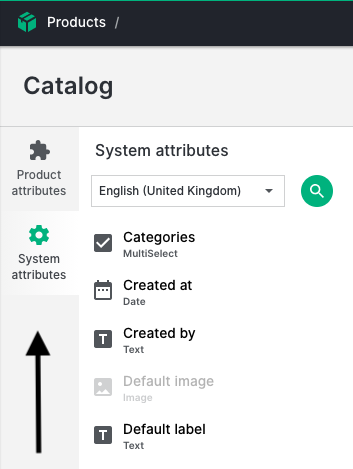 Products /
Catalog
Product
attributes
System
attributes
System attributes
English (United Kingdom)
Categories
MultiSelect
Created at
Date
Created by
Text
Default image
Image
Default label
Text